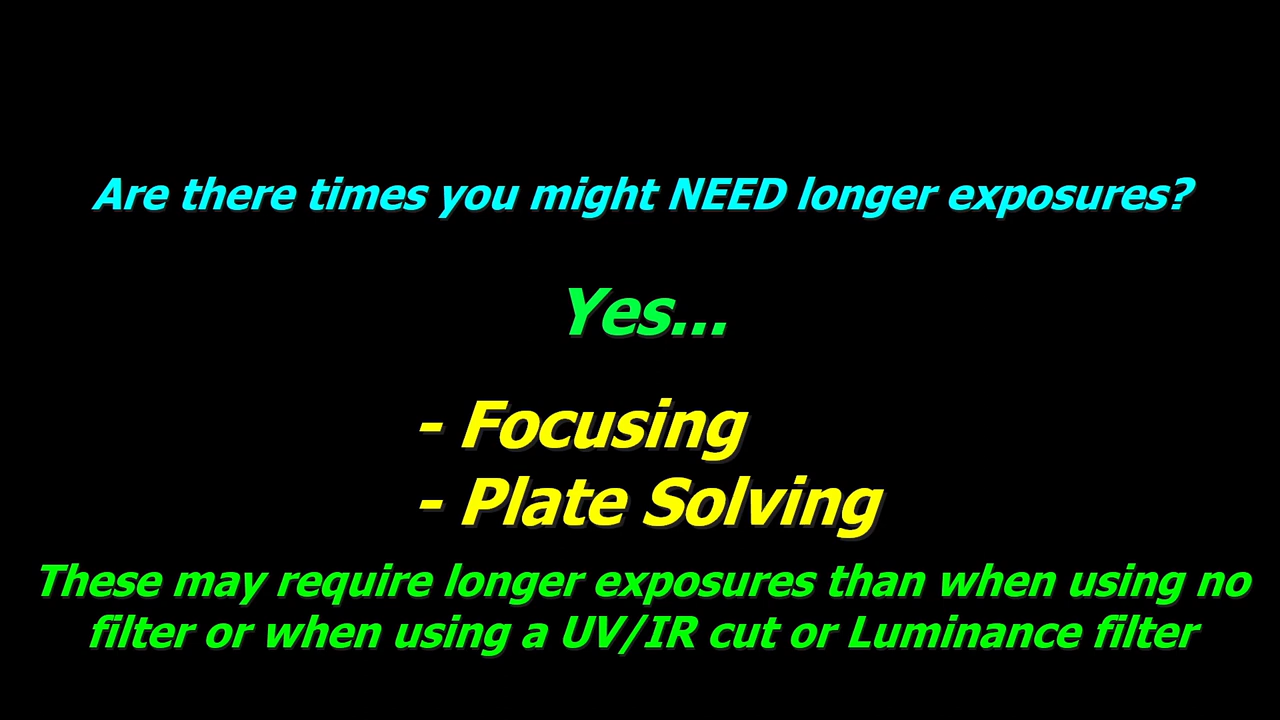 Are there times you might NEED longer exposures?
Yes...
- Focusing
- Plate Solving
These may require longer exposures than when using no
filter or when using a UV/IR cut or Luminance filter